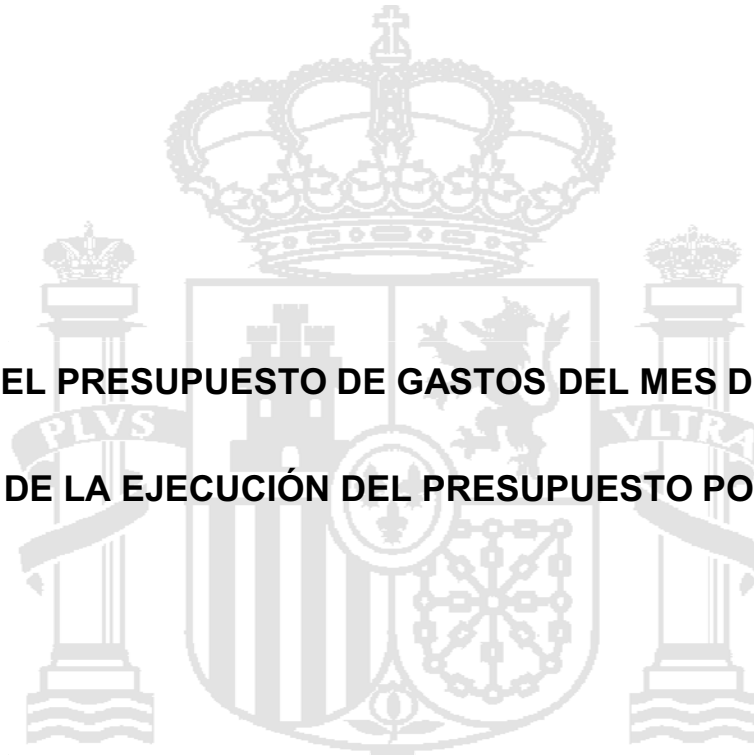 EL PRESUPUESTO DE GASTOS DEL MES D
DE LA EJECUCIÓN DEL PRESUPUESTO PO
PLVS VLTRA